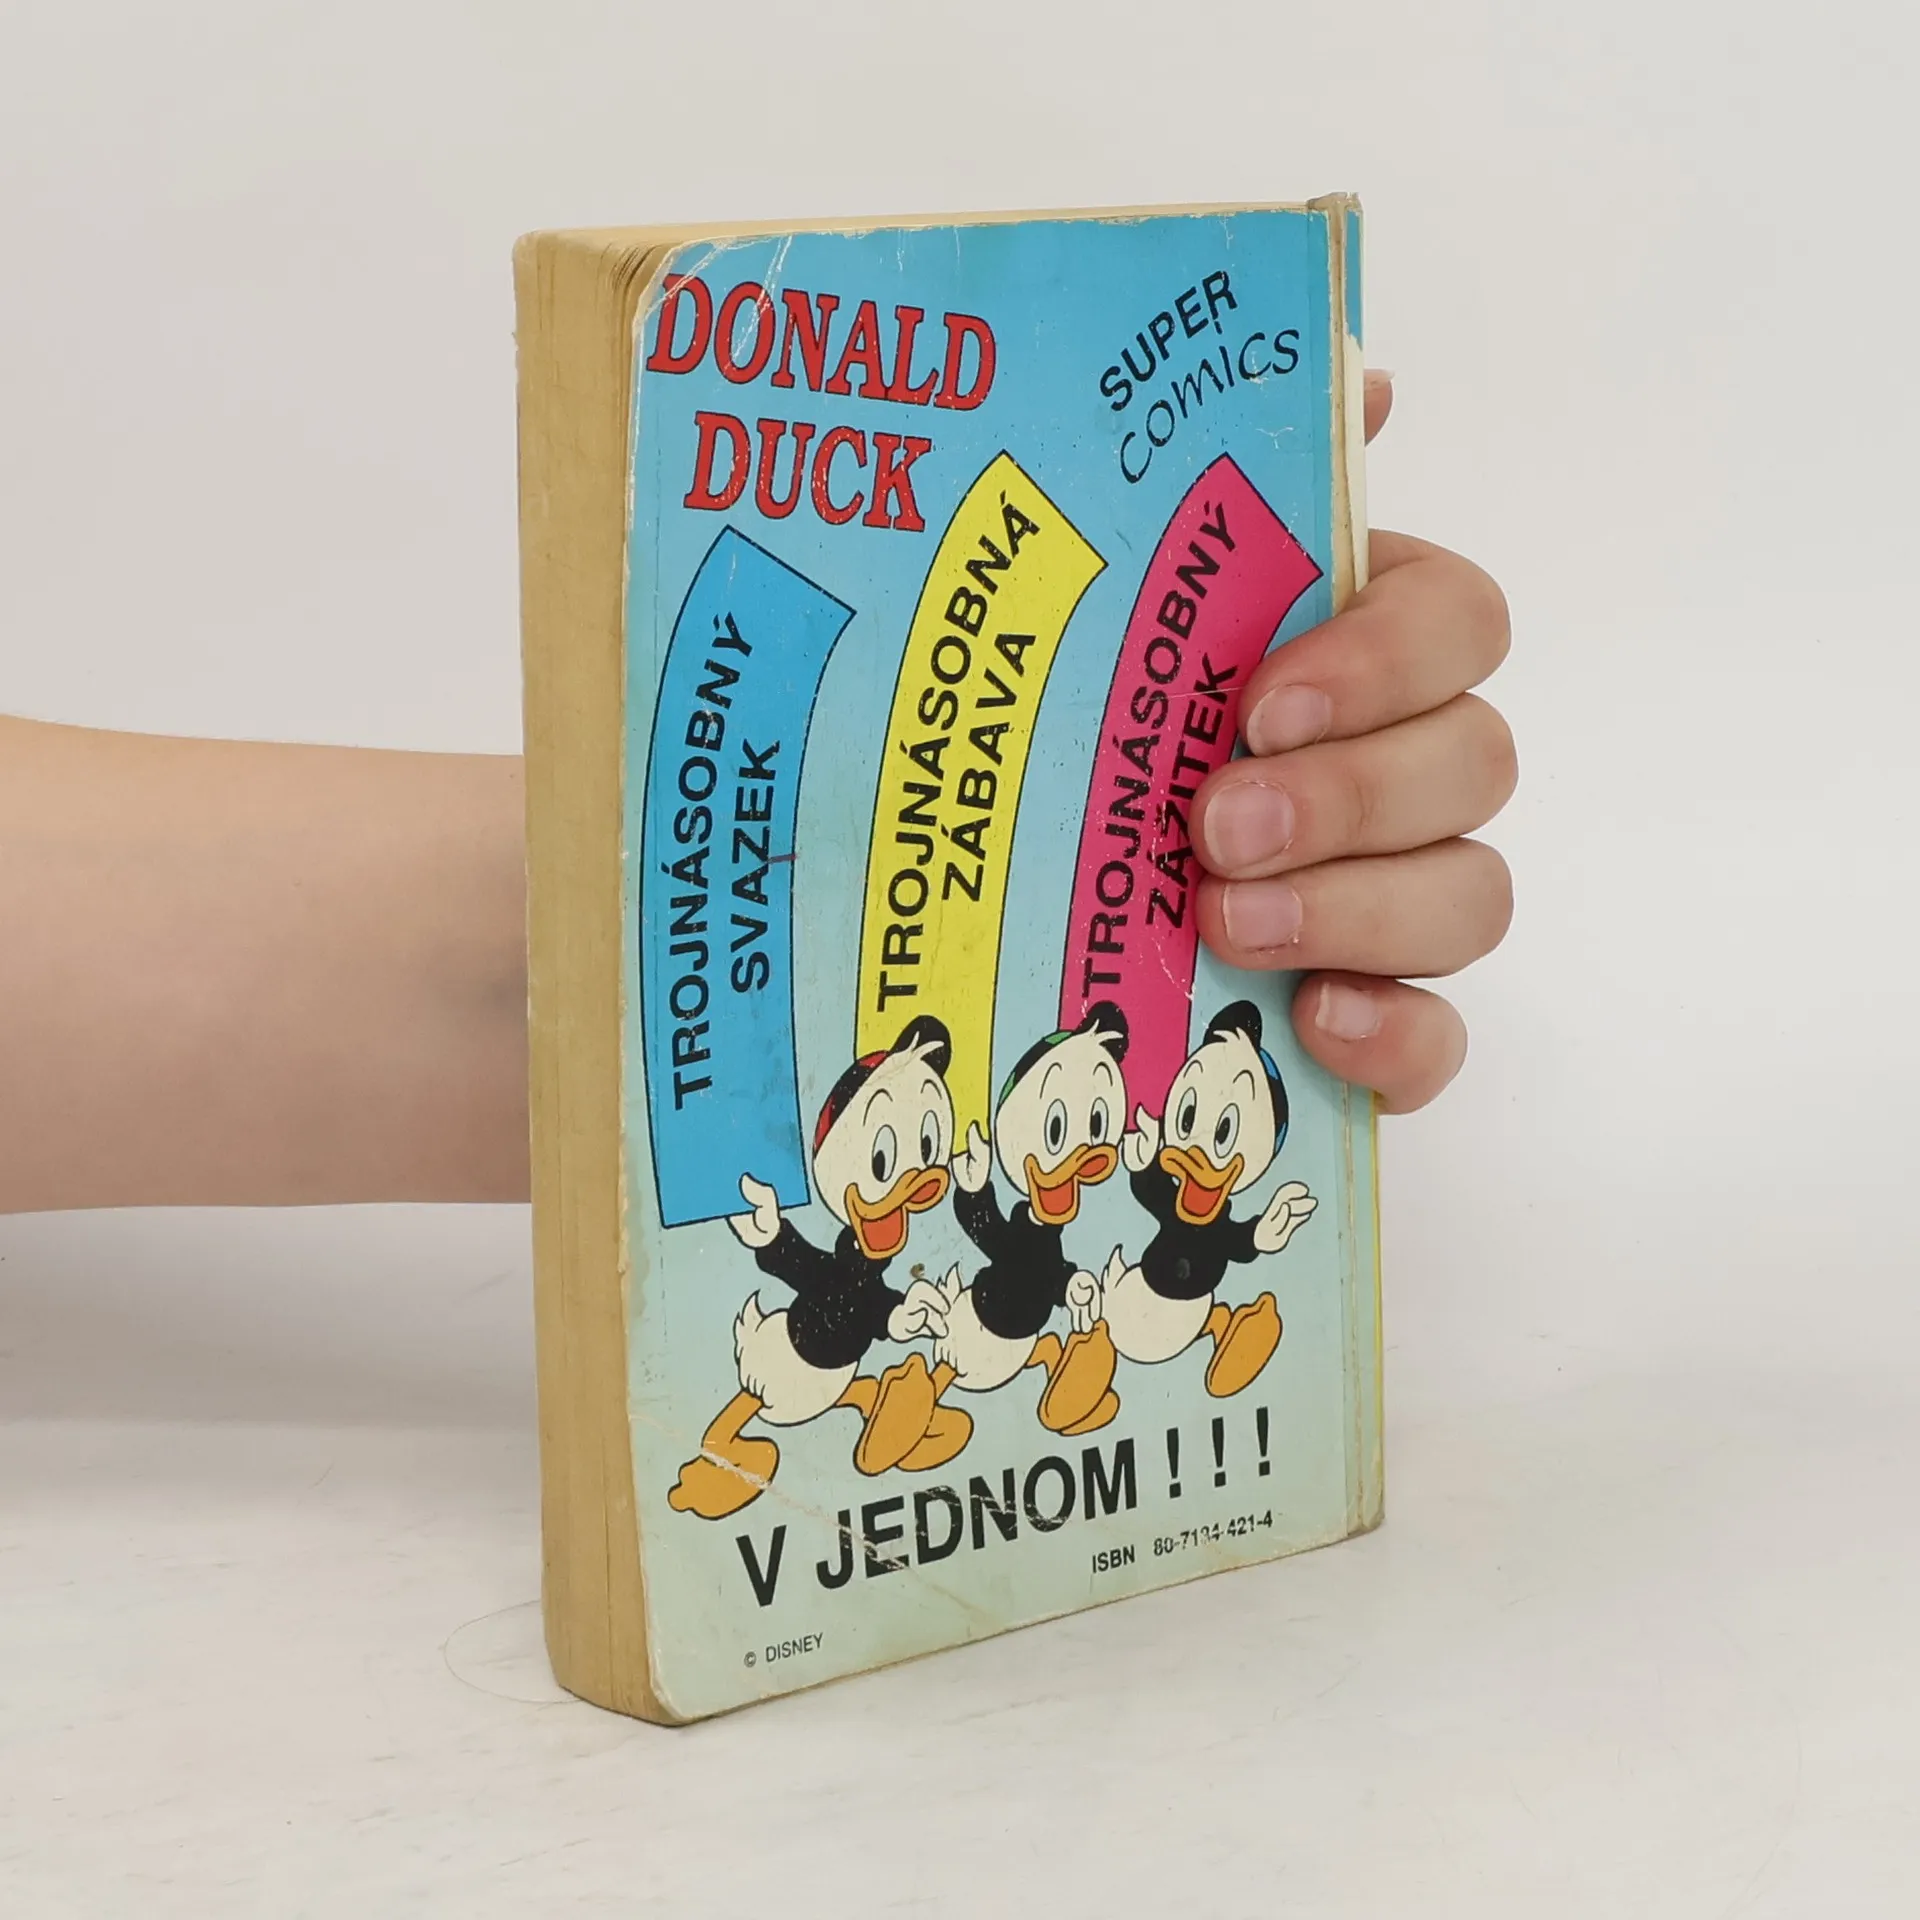 DONALD
DUCK
SUPER
COMICS
TROJNÁSOBNÝ
SVAZEK
TROJNÁSOBNÁ
ZÁBAVA
TROJNÁSOBNÝ
ZÁŽITEK
V JEDNOM ! ! !
ISBN 80-7134-421-4
© DISNEY